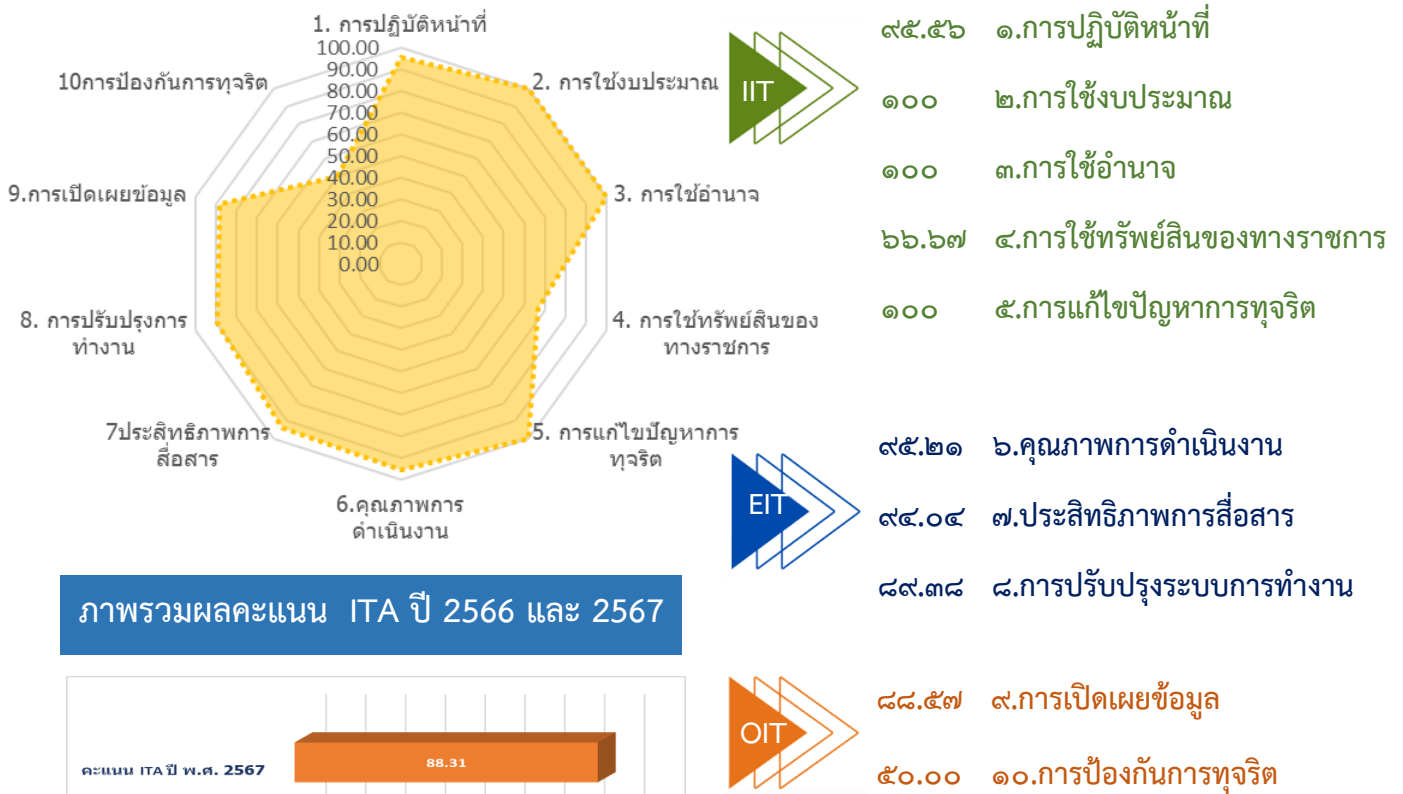 1. การปฏิบัติหน้าที่
100.00
90.00
80.00
70.00
60.00
50.00
40.00
30.00
20.00
10.00
0.00
2. การใช้งบประมาณ
3. การใช้อำนาจ
4. การใช้ทรัพย์สินของ
ทางราชการ
5. การแก้ไขปัญหาการ
ทุจริต
6.คุณภาพการ
ดำเนินงาน
7ประสิทธิภาพการ
สื่อสาร
8. การปรับปรุงการ
ทำงาน
9.การเปิดเผยข้อมูล
10การป้องกันการทุจริต
IIT
๙๕.๕๖ ๑.การปฏิบัติหน้าที่
๑๐๐ ๒.การใช้งบประมาณ
๑๐๐ ๓.การใช้อำนาจ
๖๖.๖๗ ๔.การใช้ทรัพย์สินของทางราชการ
๑๐๐ ๕.การแก้ไขปัญหาการทุจริต
EIT
๙๕.๒๑ ๖.คุณภาพการดำเนินงาน
๙๔.๐๔ ๗.ประสิทธิภาพการสื่อสาร
๘๙.๓๘ ๘.การปรับปรุงระบบการทำงาน
OIT
๘๘.๕๗ ๙.การเปิดเผยข้อมูล
๕๐.๐๐ ๑๐.การป้องกันการทุจริต
ภาพรวมผลคะแนน ITA ปี 2566 และ 2567
คะแนน ITA ปี พ.ศ. 2567
88.31